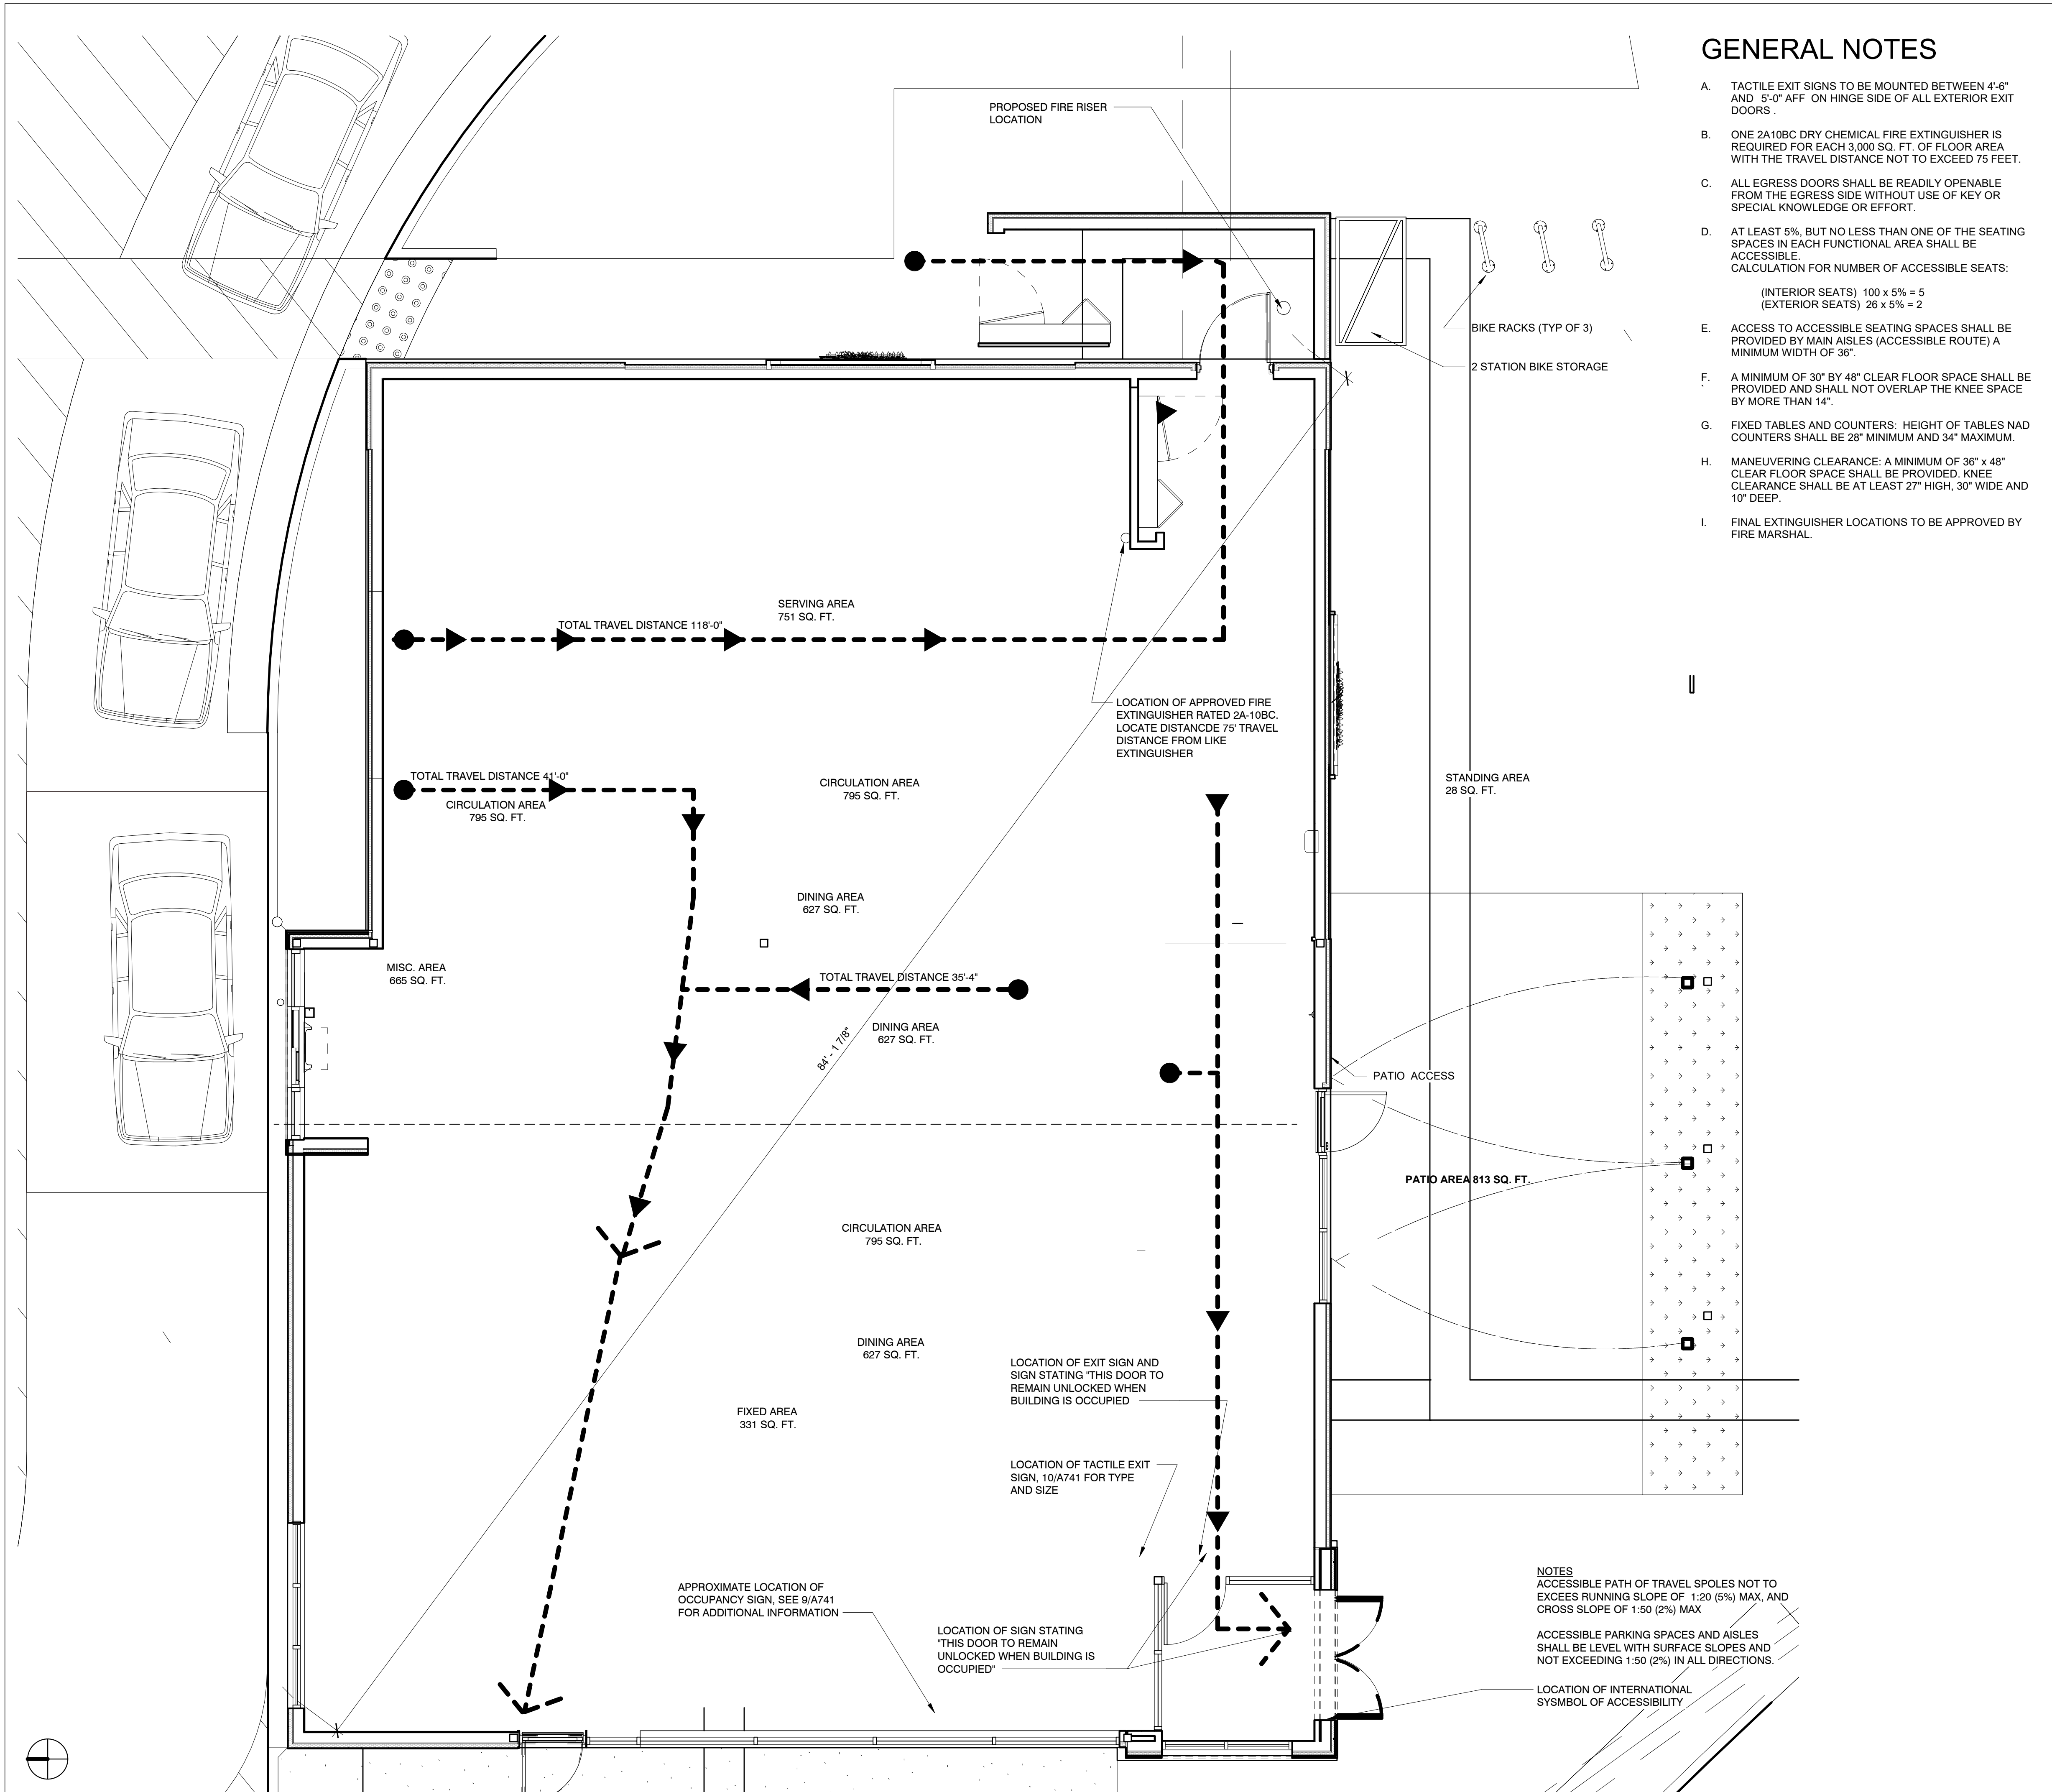 GENERAL NOTES
A. TACTILE EXIT SIGNS TO BE MOUNTED BETWEEN 4'-6"
AND 5'-0" AFF ON HINGE SIDE OF ALL EXTERIOR EXIT
DOORS .
B. ONE 2A10BC DRY CHEMICAL FIRE EXTINGUISHER IS
REQUIRED FOR EACH 3,000 SQ. FT. OF FLOOR AREA
WITH THE TRAVEL DISTANCE NOT TO EXCEED 75 FEET.
C. ALL EGRESS DOORS SHALL BE READILY OPENABLE
FROM THE EGRESS SIDE WITHOUT USE OF KEY OR
SPECIAL KNOWLEDGE OR EFFORT.
D. AT LEAST 5%, BUT NO LESS THAN ONE OF THE SEATING
SPACES IN EACH FUNCTIONAL AREA SHALL BE
ACCESSIBLE.
CALCULATION FOR NUMBER OF ACCESSIBLE SEATS:
(INTERIOR SEATS) 100 x 5% = 5
(EXTERIOR SEATS) 26 x 5% = 2
E. ACCESS TO ACCESSIBLE SEATING SPACES SHALL BE
PROVIDED BY MAIN AISLES (ACCESSIBLE ROUTE) A
MINIMUM WIDTH OF 36".
F. A MINIMUM OF 30" BY 48" CLEAR FLOOR SPACE SHALL BE
` PROVIDED AND SHALL NOT OVERLAP THE KNEE SPACE
BY MORE THAN 14".
G. FIXED TABLES AND COUNTERS: HEIGHT OF TABLES NAD
COUNTERS SHALL BE 28" MINIMUM AND 34" MAXIMUM.
H. MANEUVERING CLEARANCE: A MINIMUM OF 36" x 48"
CLEAR FLOOR SPACE SHALL BE PROVIDED. KNEE
CLEARANCE SHALL BE AT LEAST 27" HIGH, 30" WIDE AND
10" DEEP.
I. FINAL EXTINGUISHER LOCATIONS TO BE APPROVED BY
FIRE MARSHAL.
PROPOSED FIRE RISER
LOCATION
BIKE RACKS (TYP OF 3)
2 STATION BIKE STORAGE
SERVING AREA
751 SQ. FT.
TOTAL TRAVEL DISTANCE 118'-0"
LOCATION OF APPROVED FIRE
EXTINGUISHER RATED 2A-10BC.
LOCATE DISTANCDE 75' TRAVEL
DISTANCE FROM LIKE
EXTINGUISHER
TOTAL TRAVEL DISTANCE 41'-0"
CIRCULATION AREA
795 SQ. FT.
CIRCULATION AREA
795 SQ. FT.
STANDING AREA
28 SQ. FT.
DINING AREA
627 SQ. FT.
MISC. AREA
665 SQ. FT.
TOTAL TRAVEL DISTANCE 35'-4"
DINING AREA
627 SQ. FT.
84' - 1 7/8"
PATIO ACCESS
PATIO AREA 813 SQ. FT.
CIRCULATION AREA
795 SQ. FT.
DINING AREA
627 SQ. FT.
LOCATION OF EXIT SIGN AND
SIGN STATING "THIS DOOR TO
REMAIN UNLOCKED WHEN
BUILDING IS OCCUPIED
FIXED AREA
331 SQ. FT.
LOCATION OF TACTILE EXIT
SIGN, 10/A741 FOR TYPE
AND SIZE
APPROXIMATE LOCATION OF
OCCUPANCY SIGN, SEE 9/A741
FOR ADDITIONAL INFORMATION
LOCATION OF SIGN STATING
"THIS DOOR TO REMAIN
UNLOCKED WHEN BUILDING IS
OCCUPIED"
NOTES
ACCESSIBLE PATH OF TRAVEL SPOLES NOT TO
EXCEES RUNNING SLOPE OF 1:20 (5%) MAX, AND
CROSS SLOPE OF 1:50 (2%) MAX
ACCESSIBLE PARKING SPACES AND AISLES
SHALL BE LEVEL WITH SURFACE SLOPES AND
NOT EXCEEDING 1:50 (2%) IN ALL DIRECTIONS.
LOCATION OF INTERNATIONAL
SYSMBOL OF ACCESSIBILITY